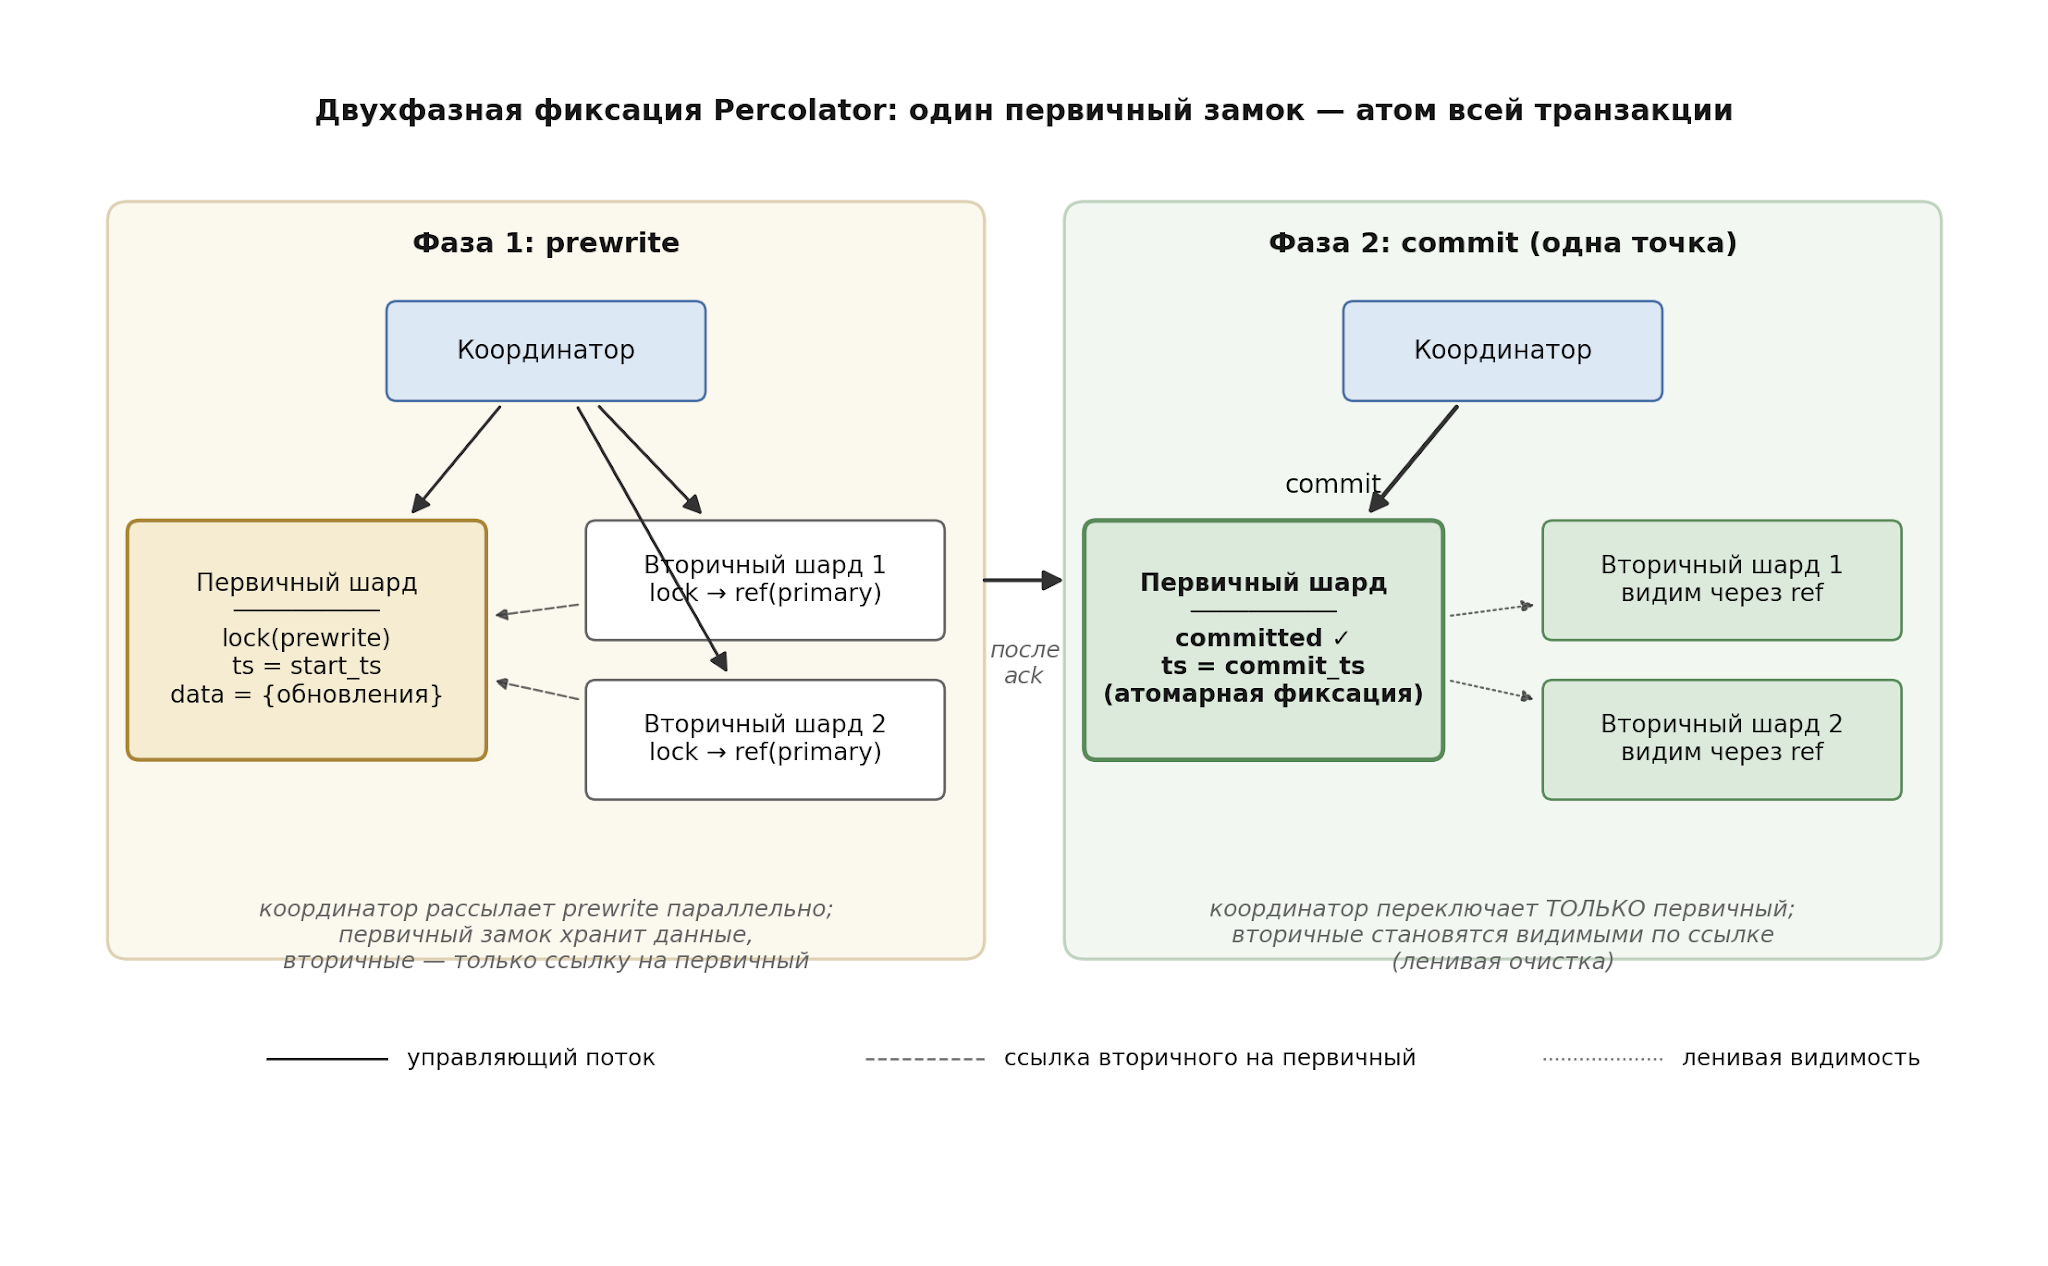 Двухфазная фиксация Percolator: один первичный замок — атом всей транзакции
Фаза 1: prewrite
Координатор
Первичный шард
lock(prewrite)
ts = start_ts
data = {обновления}
Вторичный шард 1
lock → ref(primary)
Вторичный шард 2
lock → ref(primary)
координатор рассылает prewrite параллельно;
первичный замок хранит данные,
вторичные — только ссылку на первичный
после
ack
Фаза 2: commit (одна точка)
Координатор
commit
Первичный шард
committed ✓
ts = commit_ts
(атомарная фиксация)
Вторичный шард 1
видим через ref
Вторичный шард 2
видим через ref
координатор переключает ТОЛЬКО первичный;
вторичные становятся видимыми по ссылке
(ленивая очистка)
управляющий поток
ссылка вторичного на первичный
ленивая видимость